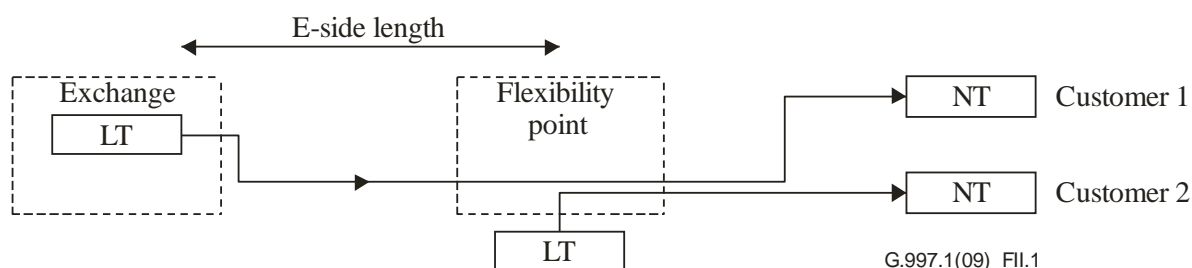 E-side length
Exchange
LT
Flexibility
point
NT
Customer 1
NT
Customer 2
LT
G.997.1(09)_FII.1